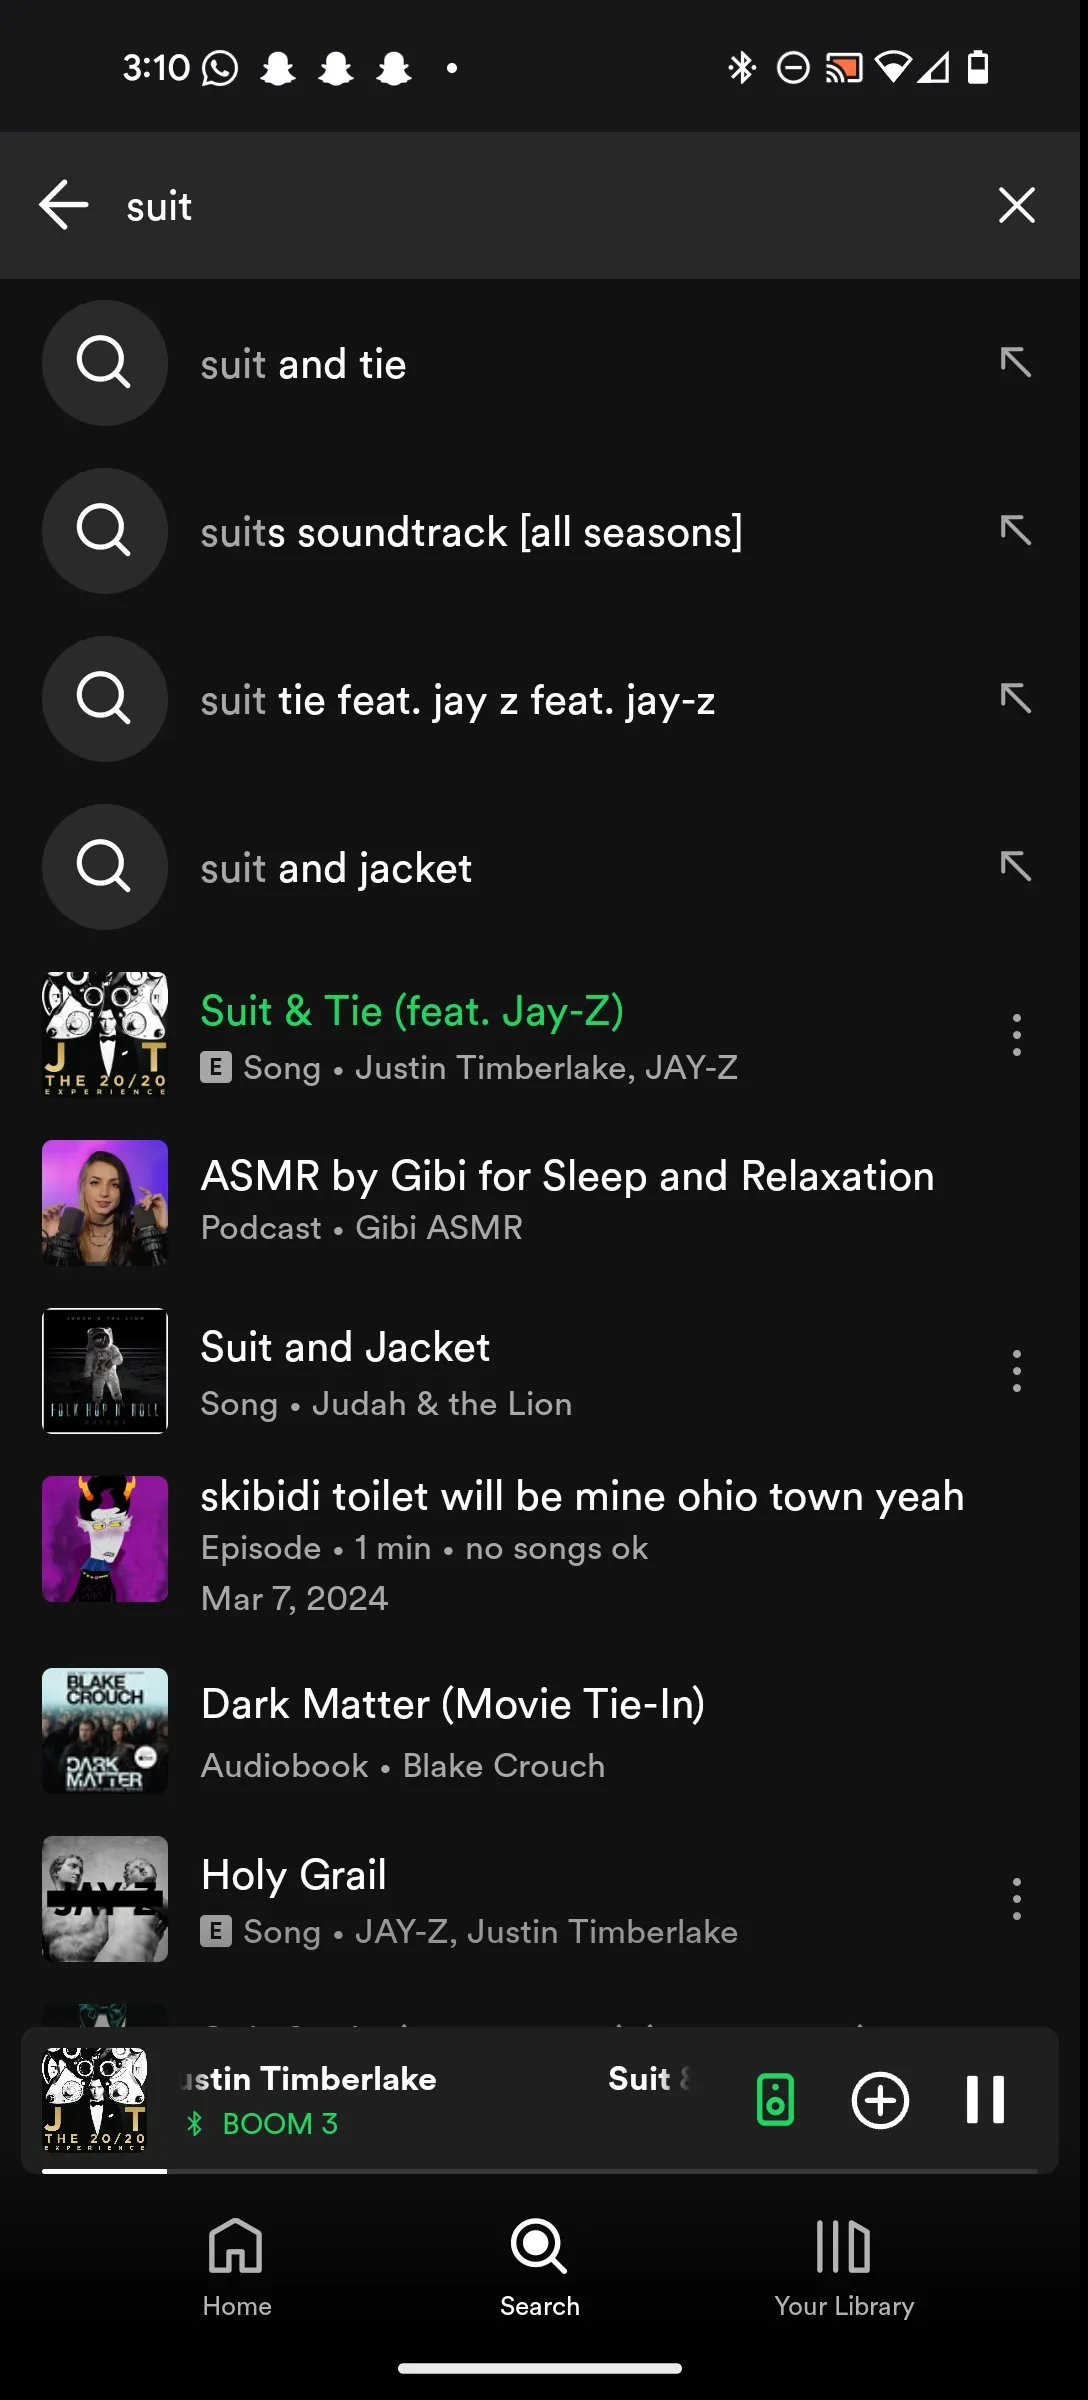 3:10
suit
suit and tie
suits soundtrack [all seasons]
suit tie feat. jay z feat. jay-z
suit and jacket
J T
THE 20/20
EXPERIENCE
Suit & Tie (feat. Jay-Z)
E Song • Justin Timberlake, JAY-Z
ASMR by Gibi for Sleep and Relaxation
Podcast • Gibi ASMR
JUDAH & THE LION
FOLK HOP N' ROLL
Suit and Jacket
Song • Judah & the Lion
skibidi toilet will be mine ohio town yeah
Episode • 1 min • no songs ok
Mar 7, 2024
BLAKE
CROUCH
DARK
MATTER
Dark Matter (Movie Tie-In)
Audiobook • Blake Crouch
JAY Z
Holy Grail
E Song • JAY-Z, Justin Timberlake
J T
THE 20/20
EXPERIENCE
ustin Timberlake
Suit &
BOOM 3
Home
Search
Your Library